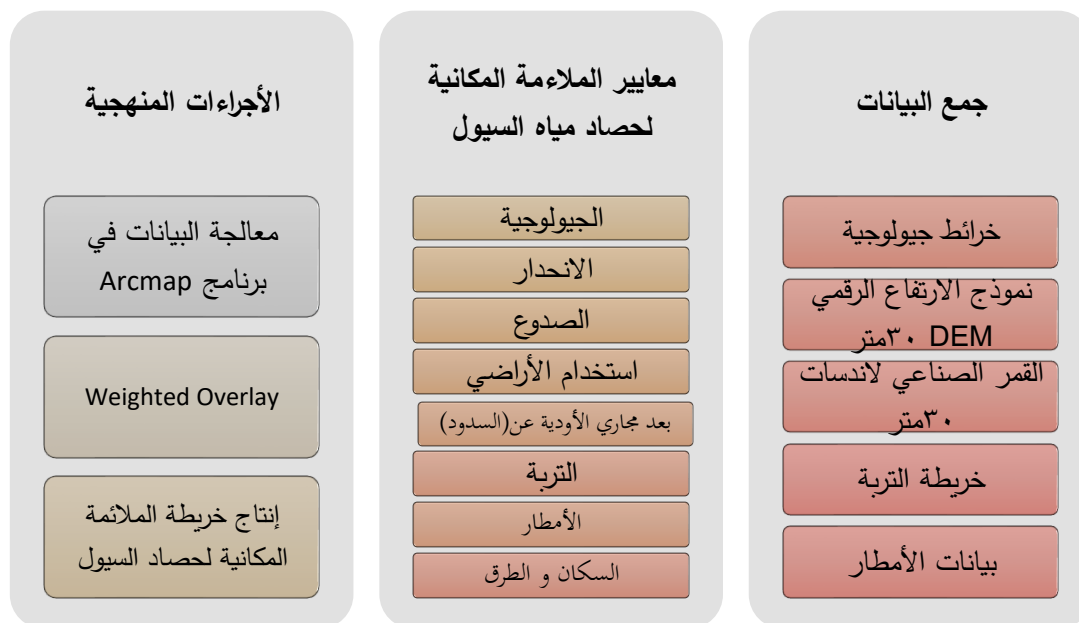 جمع البيانات
خرائط جيولوجية
نموذج الارتفاع الرقمي
DEM ٣٠متر
القمر الصناعي لاندسات
٣٠متر
خريطة التربة
بيانات الأمطار
معايير الملاءمة المكانية
لحصاد مياه السيول
الجيولوجية
الانحدار
الصدوع
استخدام الأراضي
بعد مجاري الأودية عن(السدود)
التربة
الأمطار
السكان و الطرق
الأجراءات المنهجية
معالجة البيانات في
برنامج Arcmap
Weighted Overlay
إنتاج خريطة الملائمة
المكانية لحصاد السيول